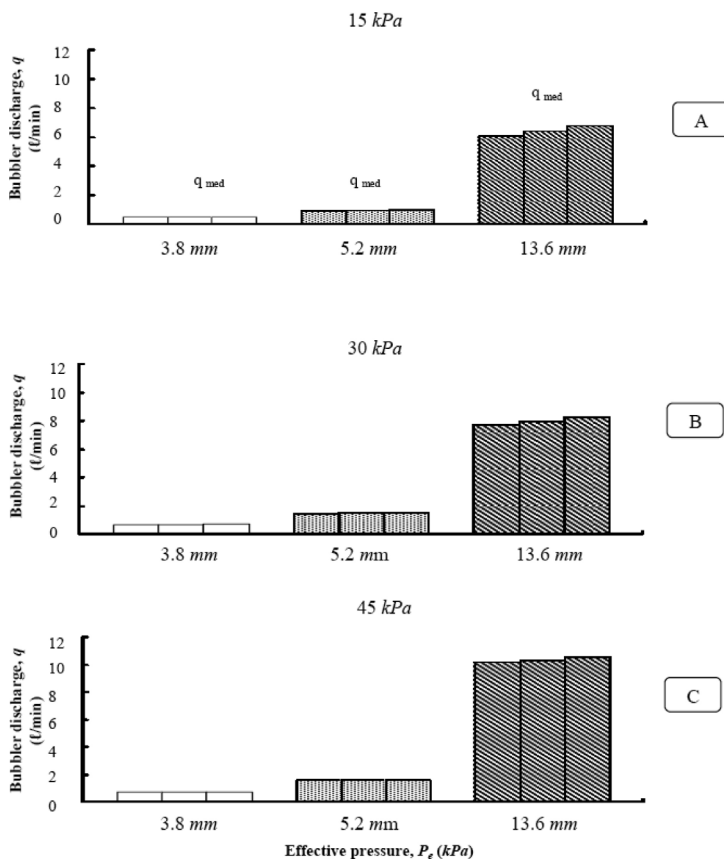 15 kPa
Bubbler discharge, q
(ℓ/min)
12
10
8
6
4
2
0
q med
q med
q med
A
3.8 mm
5.2 mm
13.6 mm
30 kPa
Bubbler discharge, q
(ℓ/min)
12
10
8
6
4
2
0
B
3.8 mm
5.2 mm
13.6 mm
45 kPa
Bubbler discharge, q
(ℓ/min)
12
10
8
6
4
2
0
C
3.8 mm
5.2 mm
13.6 mm
Effective pressure, Pe (kPa)